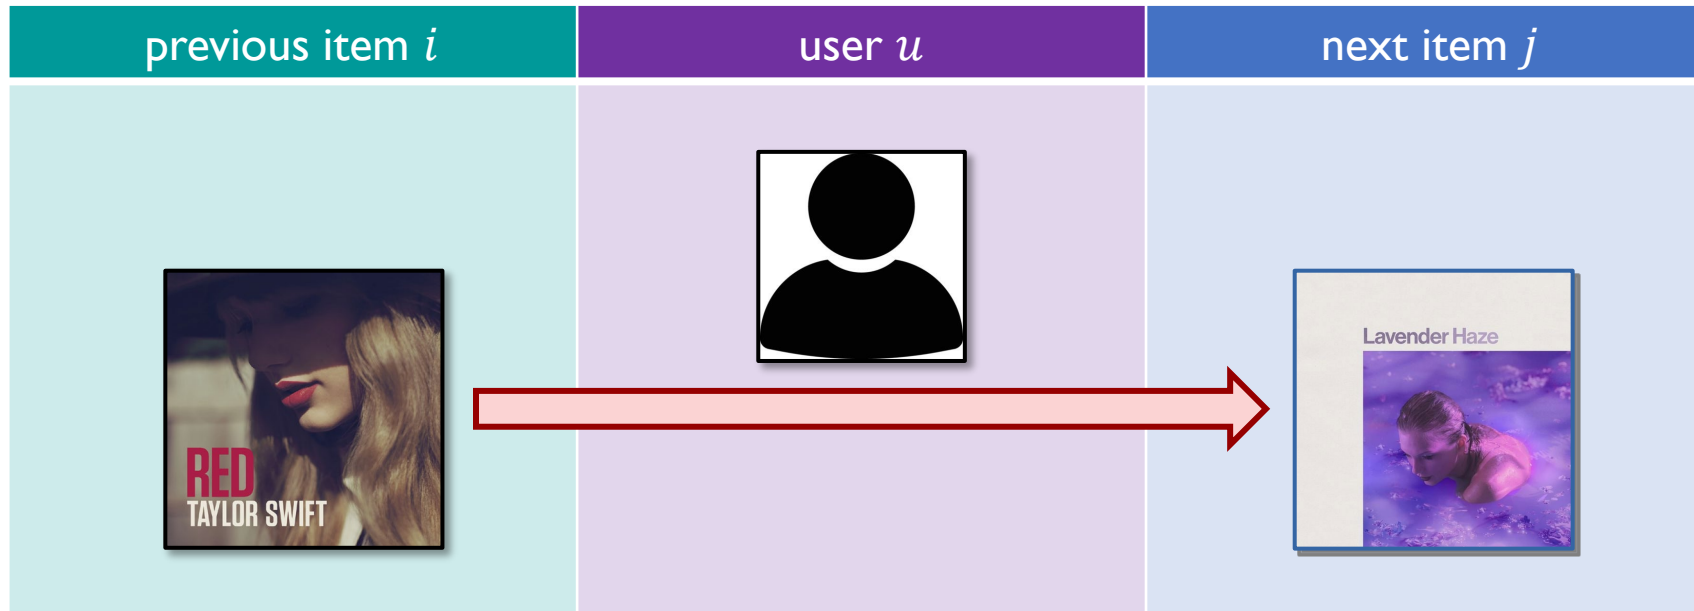 previous item i
user u
next item j
RED
TAYLOR SWIFT
Lavender Haze